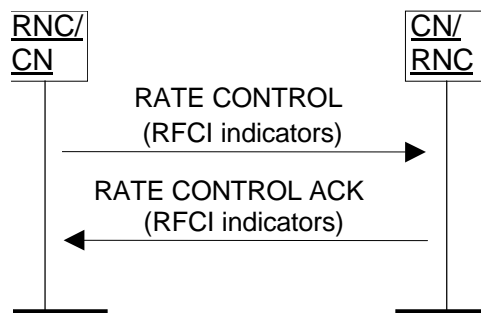 RNC/
CN
CN/
RNC
RATE CONTROL
(RFCI indicators)
RATE CONTROL ACK
(RFCI indicators)